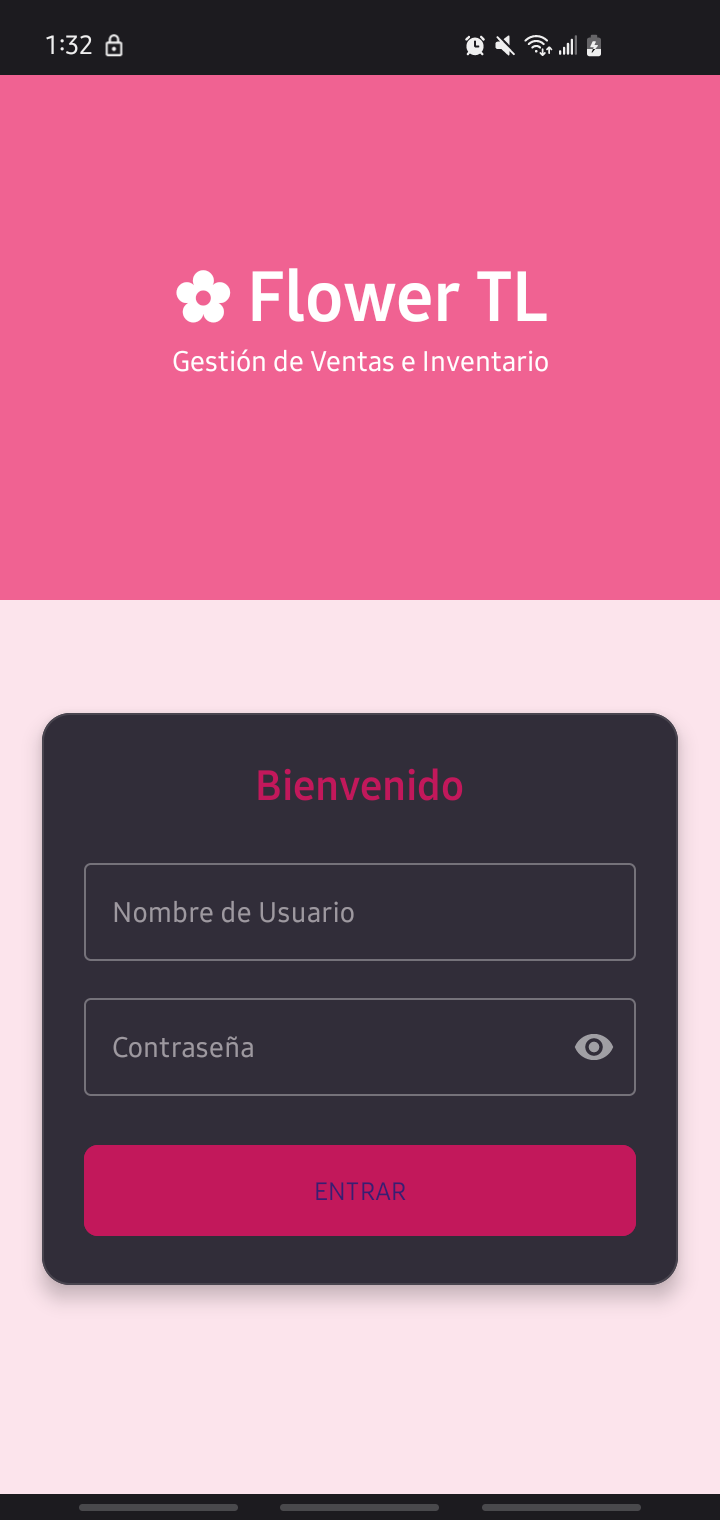 1:32
Flower TL
Gestión de Ventas e Inventario
Bienvenido
Nombre de Usuario
Contraseña
ENTRAR